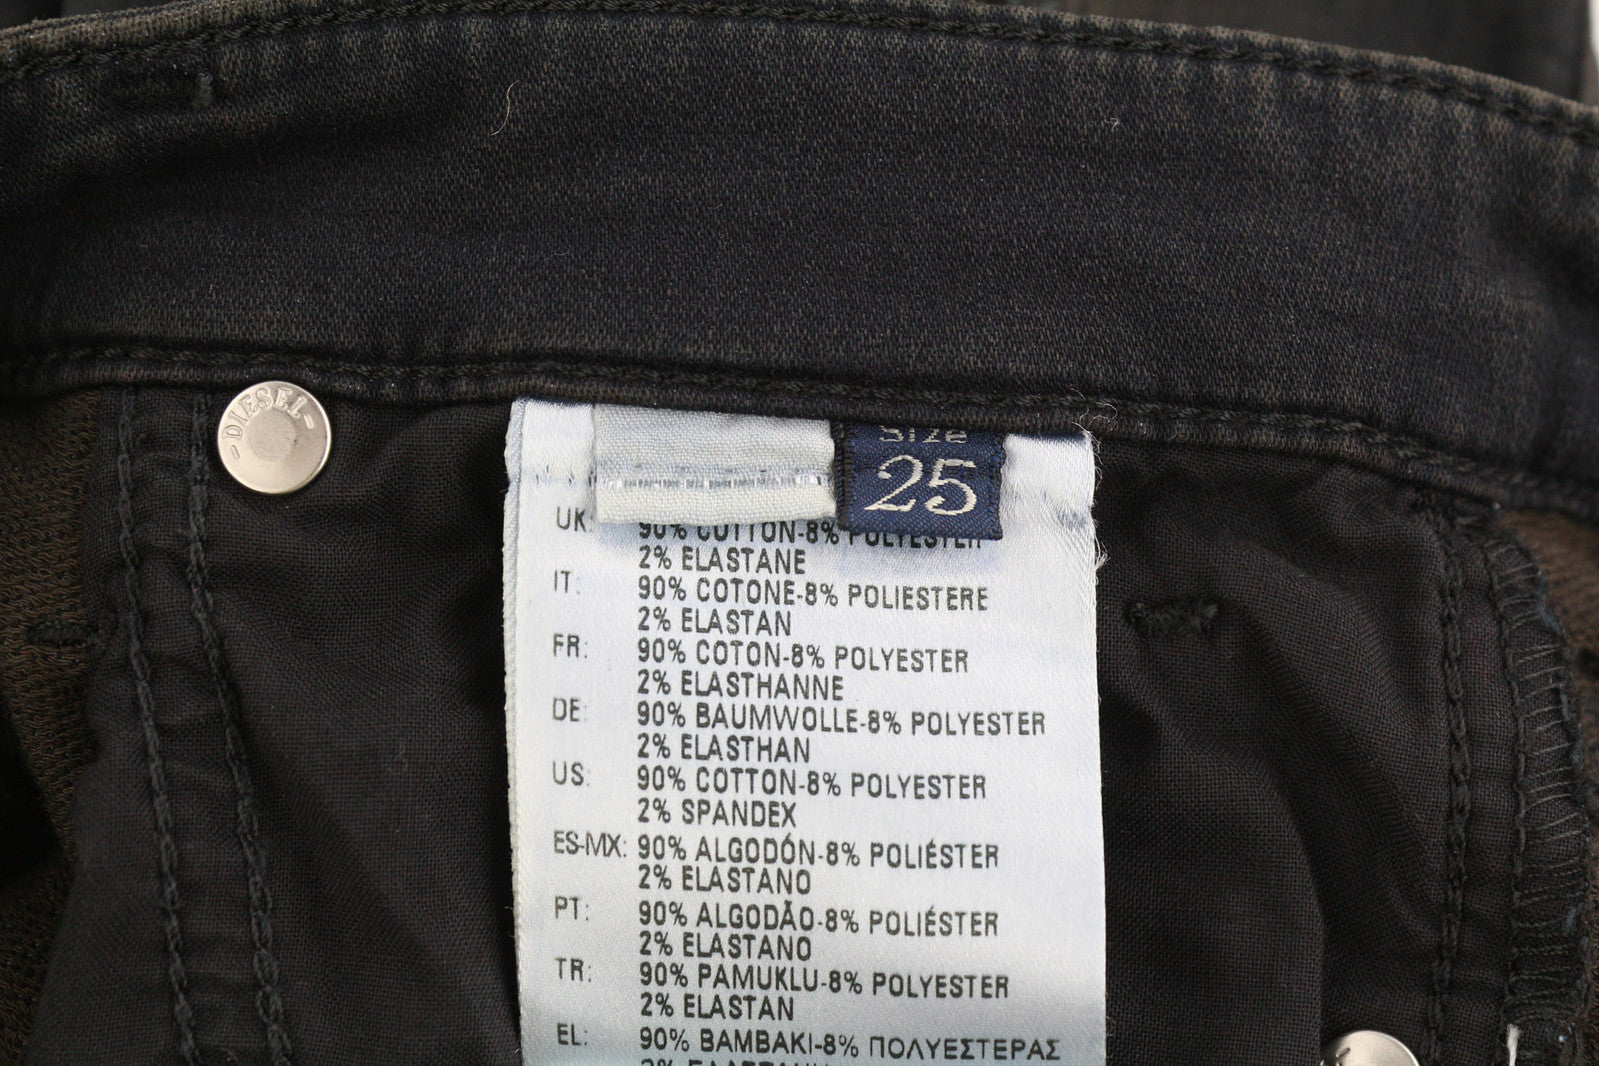 -DIESEL-
SIZE
25
UK: 90% COTTON-8% POLYESTER
2% ELASTANE
IT: 90% COTONE-8% POLIESTERE
2% ELASTAN
FR: 90% COTON-8% POLYESTER
2% ELASTHANNE
DE: 90% BAUMWOLLE-8% POLYESTER
2% ELASTHAN
US: 90% COTTON-8% POLYESTER
2% SPANDEX
ES-MX: 90% ALGODÓN-8% POLIÉSTER
2% ELASTANO
PT: 90% ALGODÃO-8% POLIÉSTER
2% ELASTANO
TR: 90% PAMUKLU-8% POLYESTER
2% ELASTAN
EL: 90% ΒΑΜΒΑΚΙ-8% ΠΟΛΥΕΣΤΕΡΑΣ